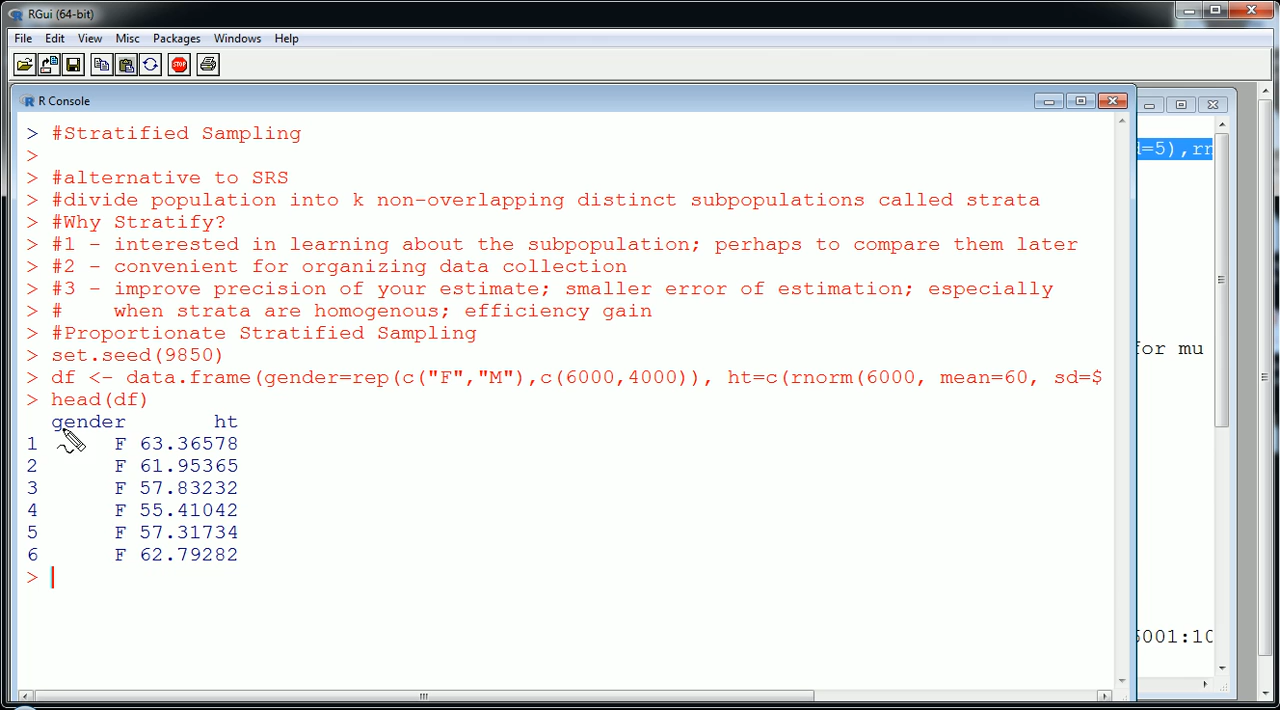 RGui (64-bit)
File Edit View Misc Packages Windows Help
STOP
R Console
> #Stratified Sampling
>
> #alternative to SRS
> #divide population into k non-overlapping distinct subpopulations called strata
> #Why Stratify?
> #1 - interested in learning about the subpopulation; perhaps to compare them later
> #2 - convenient for organizing data collection
> #3 - improve precision of your estimate; smaller error of estimation; especially
> #    when strata are homogenous; efficiency gain
> #Proportionate Stratified Sampling
> set.seed(9850)
> df <- data.frame(gender=rep(c("F","M"),c(6000,4000)), ht=c(rnorm(6000, mean=60, sd=$
> head(df)
  gender       ht
1      F 63.36578
2      F 61.95365
3      F 57.83232
4      F 55.41042
5      F 57.31734
6      F 62.79282
>
d=5),rn
for mu
6001:10